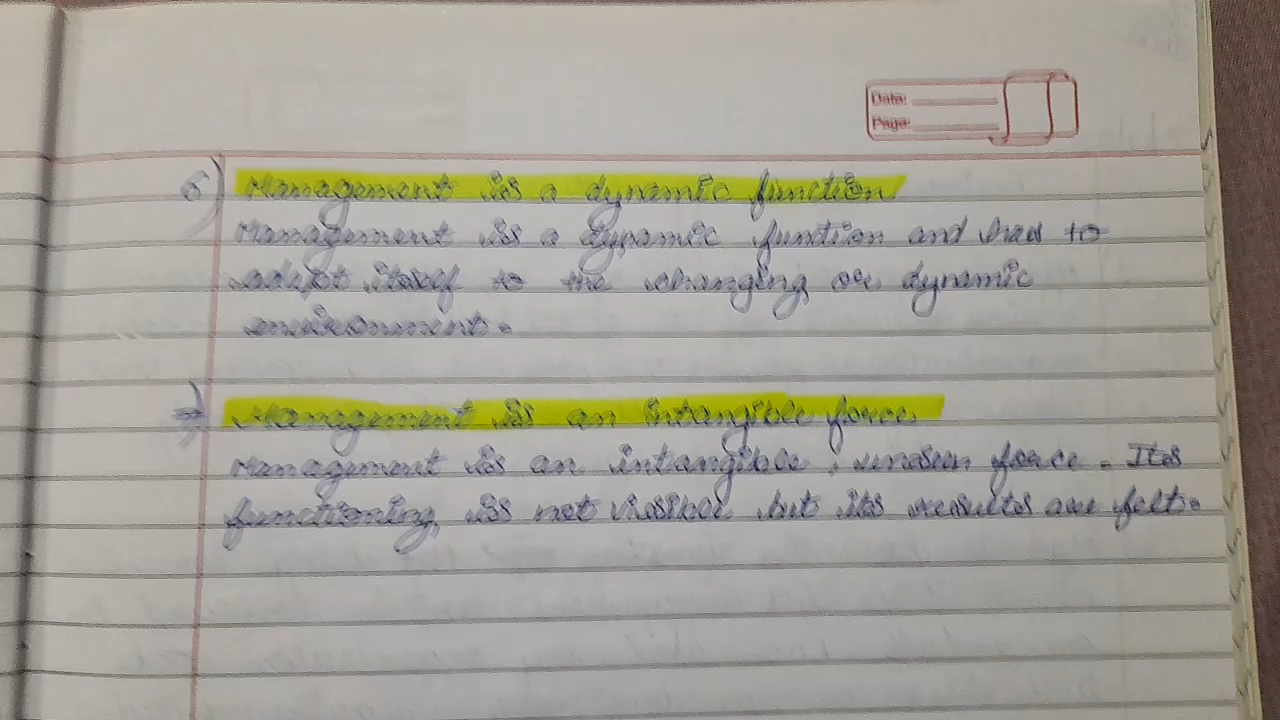 Date:
Page:
6) Management is a dynamic function
Management is a dynamic function and has to
adapt itself to the changing or dynamic
environment.
7) Management is an intangible force
Management is an intangible, unseen force. Its
functioning is not visible but its results are felt.